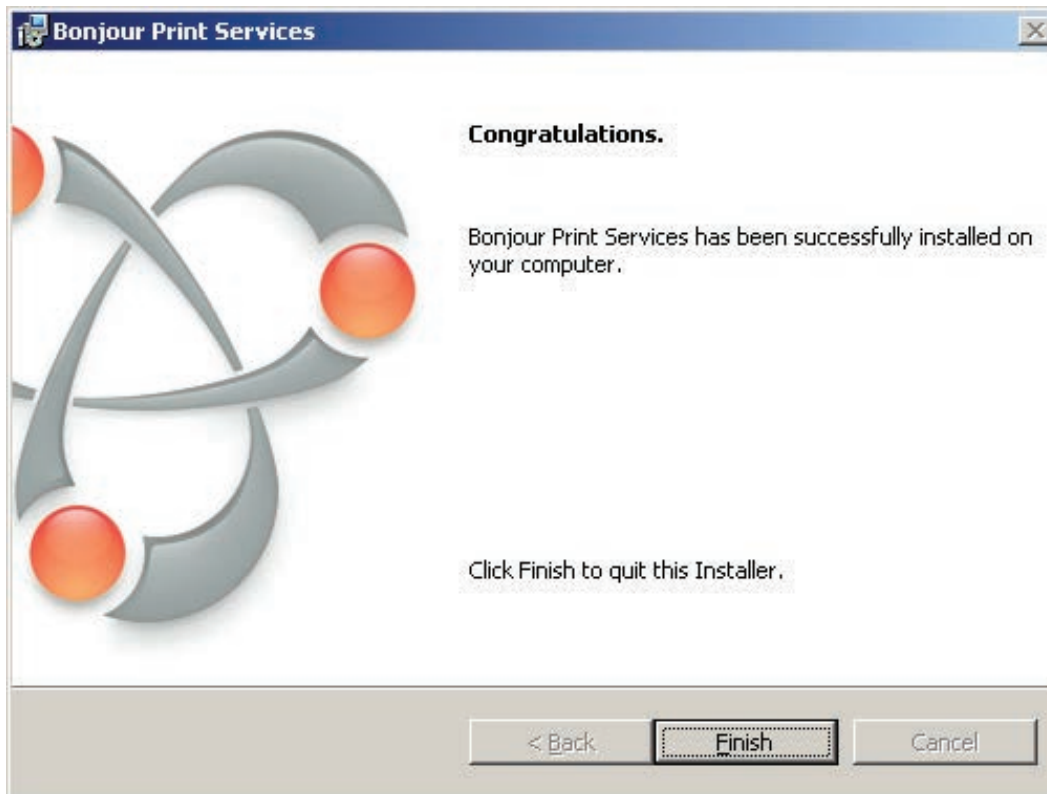 Bonjour Print Services
Congratulations.
Bonjour Print Services has been successfully installed on
your computer.
Click Finish to quit this Installer.
< Back
Finish
Cancel